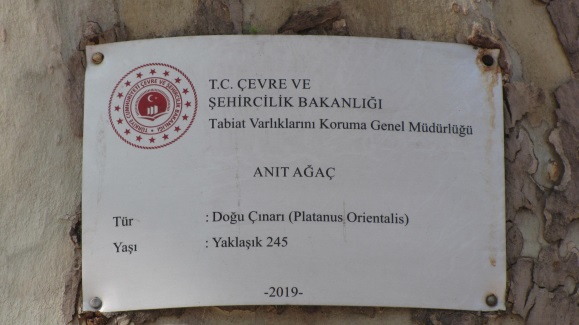 T.C. ÇEVRE VE
ŞEHİRCİLİK BAKANLIĞI
Tabiat Varlıklarını Koruma Genel Müdürlüğü
ANIT AĞAÇ
Tür : Doğu Çınarı (Platanus Orientalis)
Yaşı : Yaklaşık 245
-2019-